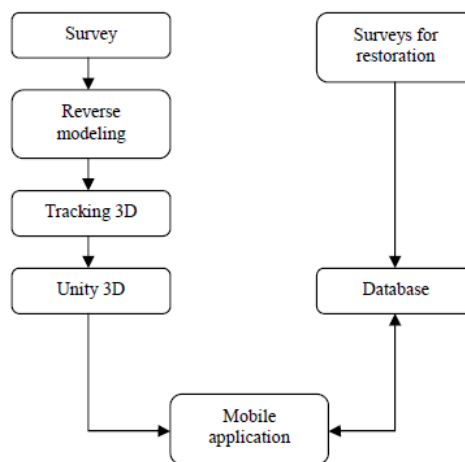 Survey
Surveys for
restoration
Reverse
modeling
Tracking 3D
Unity 3D
Database
Mobile
application